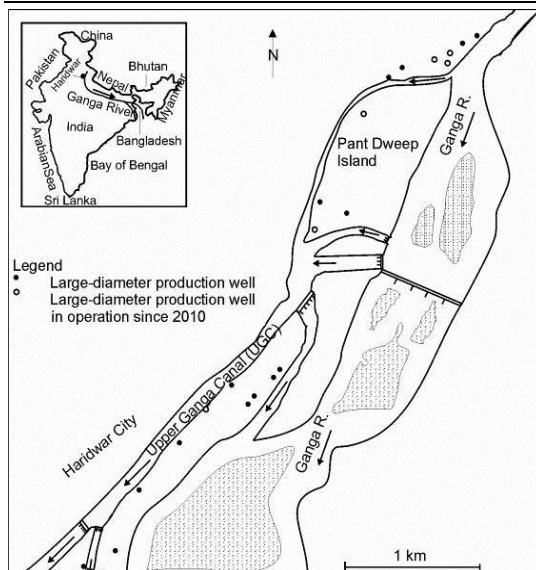 China
Pakistan
Haridwar
Nepal
Bhutan
Ganga River
Myanmar
India
Bangladesh
Arabian Sea
Bay of Bengal
Sri Lanka
N
Ganga R.
Pant Dweep
Island
Legend
Large-diameter production well
Large-diameter production well
in operation since 2010
Upper Ganga Canal (UGC)
Haridwar City
Ganga R.
1 km